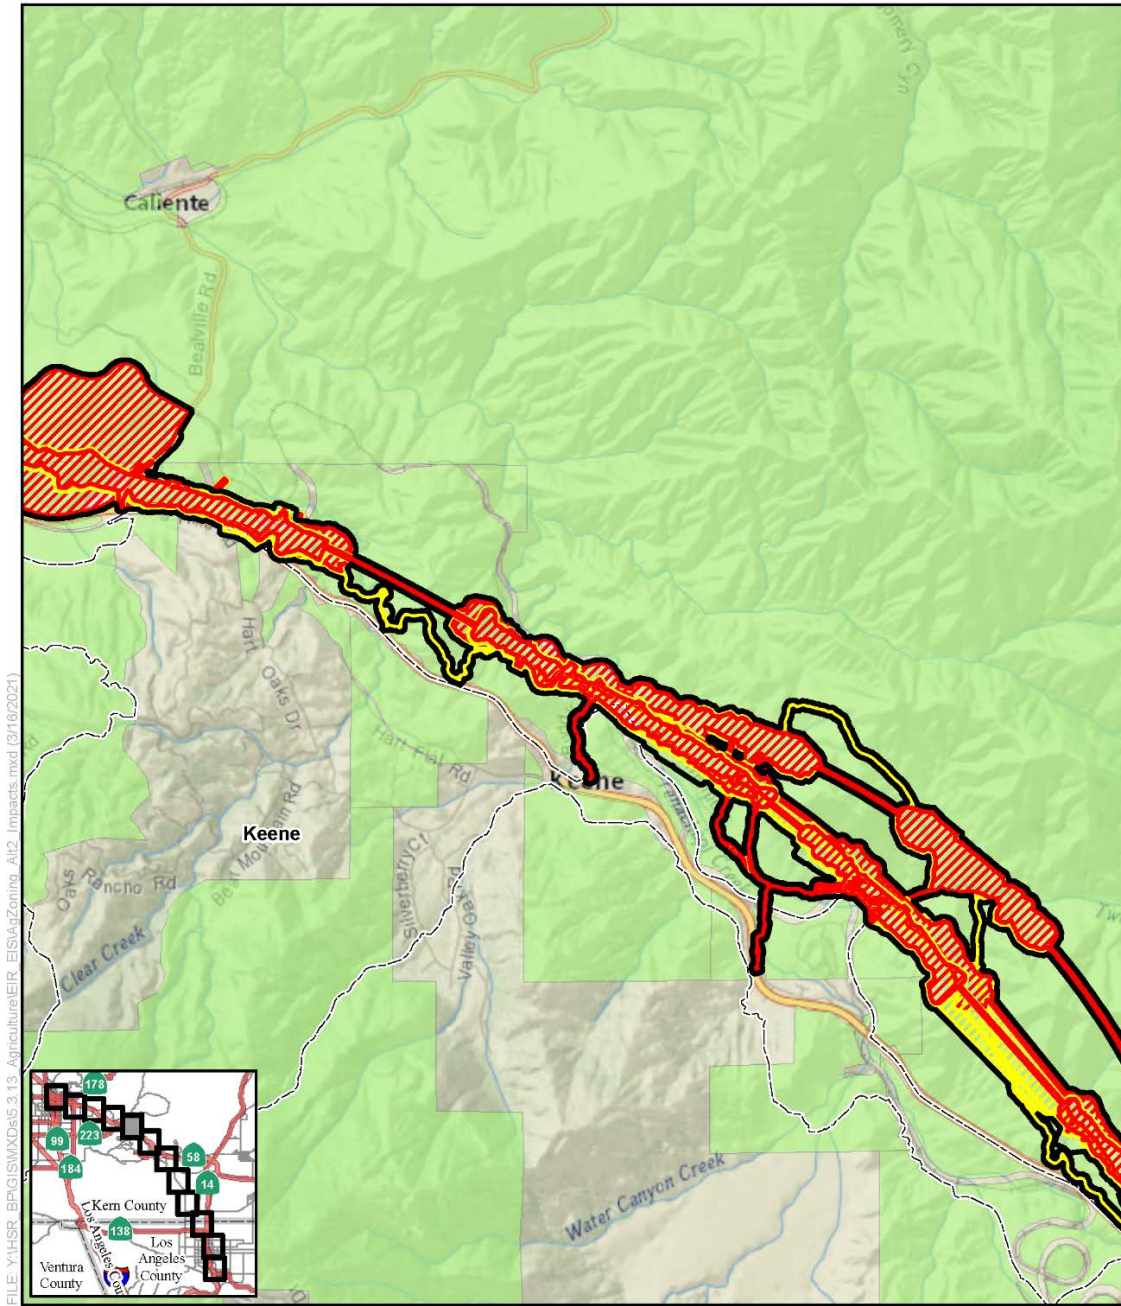 Caliente
Bealville Rd
Hart
Oaks Dr
Hart Flat Rd
Keene
Keene
Bear Mountain Rd
Oaks
Rancho Rd
Clear Creek
Silverberry Ct
Valley Oak Rd
Water Canyon Creek
178
99
223
184
58
14
Kern County
138
Los Angeles Cou
Los
Angeles
County
Ventura
County
FILE: Y:\HSR_BP\GIS\MXDs\5.3.13_Agriculture\EIR_EIS\AgZoning_Alt2_Impacts.mxd (3/16/2021)